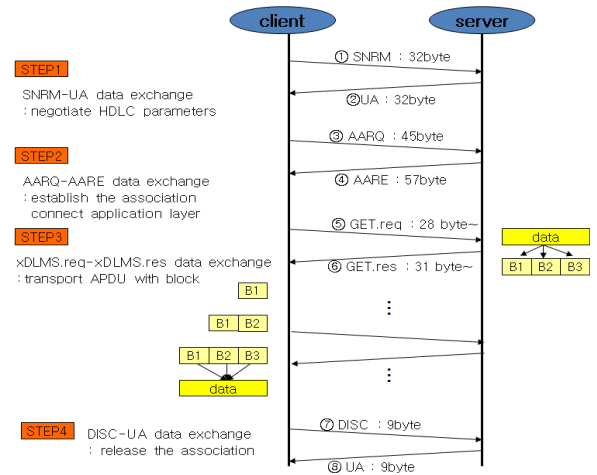 client server
① SNRM : 32byte
STEP1
SNRM-UA data exchange
: negotiate HDLC parameters
②UA : 32byte
③ AARQ : 45byte
STEP2
AARQ-AARE data exchange
: establish the association
connect application layer
④ AARE : 57byte
⑤ GET.req : 28 byte~
STEP3
data
xDLMS.req-xDLMS.res data exchange
: transport APDU with block
⑥ GET.res : 31 byte~
B1 B2 B3
B1
B1 B2
B1 B2 B3
data
⑦ DISC : 9byte
STEP4
DISC-UA data exchange
: release the association
⑧ UA : 9byte